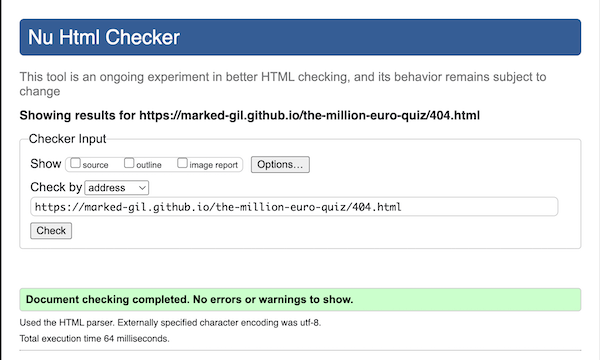 Nu Html Checker
This tool is an ongoing experiment in better HTML checking, and its behavior remains subject to
change
Showing results for https://marked-gil.github.io/the-million-euro-quiz/404.html
Checker Input
Show source outline image report Options...
Check by address
https://marked-gil.github.io/the-million-euro-quiz/404.html
Check
Document checking completed. No errors or warnings to show.
Used the HTML parser. Externally specified character encoding was utf-8.
Total execution time 64 milliseconds.